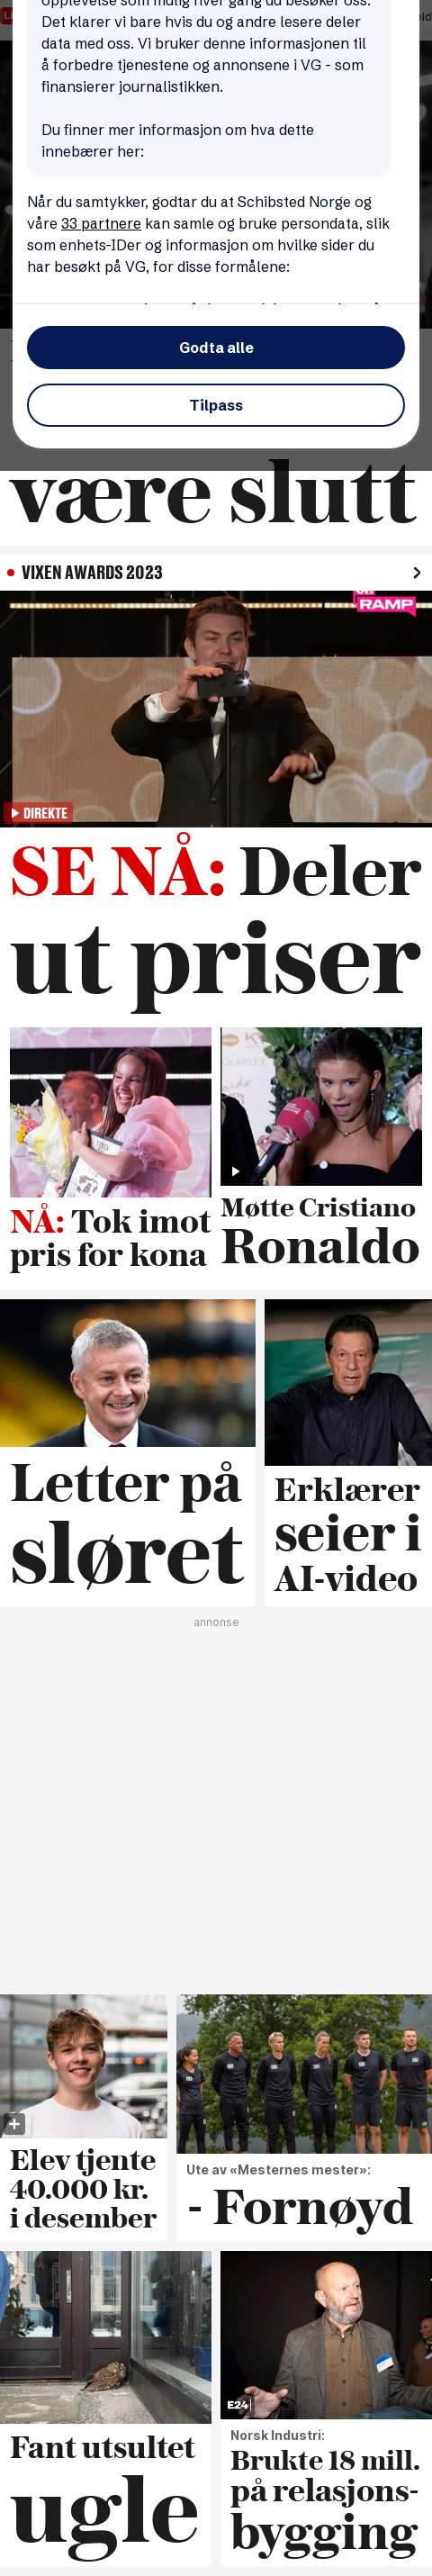 opplevelse som mulig hver gang du besøker oss.
Det klarer vi bare hvis du og andre lesere deler
data med oss. Vi bruker denne informasjonen til
å forbedre tjenestene og annonsene i VG - som
finansierer journalistikken.
Du finner mer informasjon om hva dette
innebærer her:
Når du samtykker, godtar du at Schibsted Norge og
våre 33 partnere kan samle og bruke persondata, slik
som enhets-IDer og informasjon om hvilke sider du
har besøkt på VG, for disse formålene:
Godta alle
Tilpass
være slutt
VIXEN AWARDS 2023
RAMP
DIREKTE
SE NÅ: Deler
ut priser
NÅ: Tok imot
pris for kona
Møtte Cristiano
Ronaldo
Letter på
sløret
Erklærer
seier i
AI-video
annonse
Elev tjente
40.000 kr.
i desember
Ute av «Mesternes mester»:
- Fornøyd
Fant utsultet
ugle
E24
Norsk Industri:
Brukte 18 mill.
på relasjons-
bygging